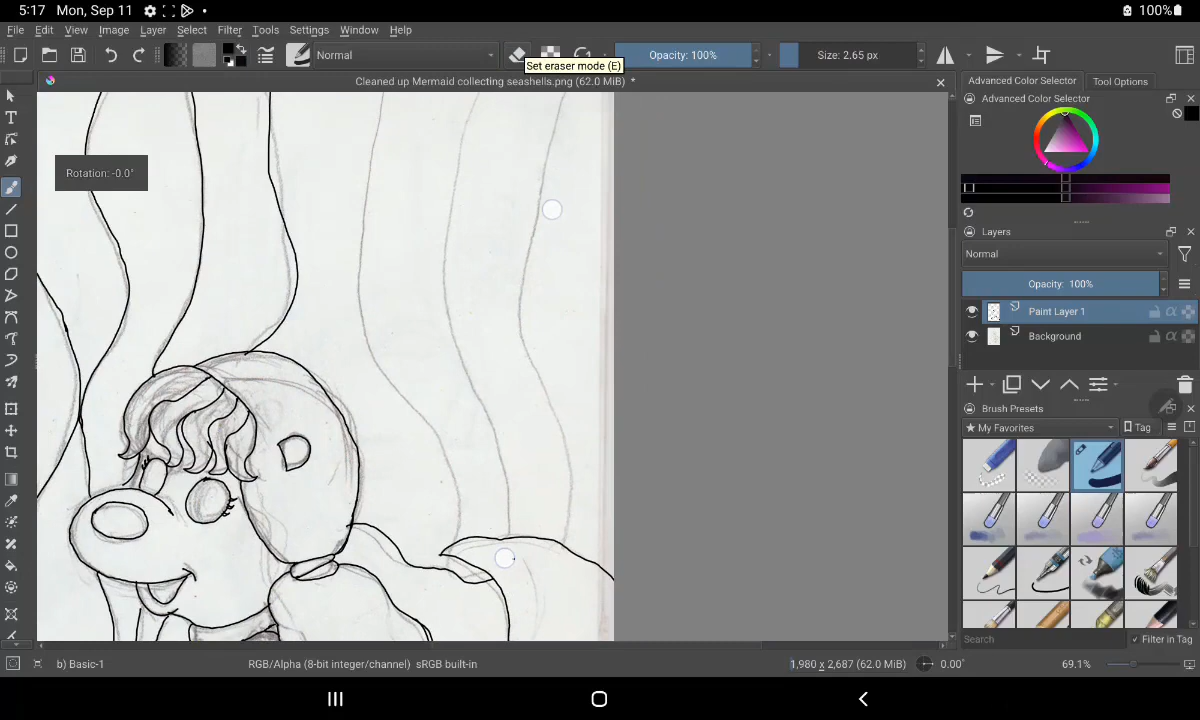 5:17 Mon, Sep 11
100%
File Edit View Image Layer Select Filter Tools Settings Window Help
Normal
Opacity: 100%
Size: 2.65 px
Set eraser mode (E)
Cleaned up Mermaid collecting seashells.png (62.0 MiB) *
Advanced Color Selector
Tool Options
Advanced Color Selector
Rotation: -0.0°
Layers
Normal
Opacity: 100%
Paint Layer 1
Background
Brush Presets
★ My Favorites
Tag
Search
✓ Filter in Tag
b) Basic-1
RGB/Alpha (8-bit integer/channel) sRGB built-in
1,980 x 2,687 (62.0 MiB)
0.00°
69.1%